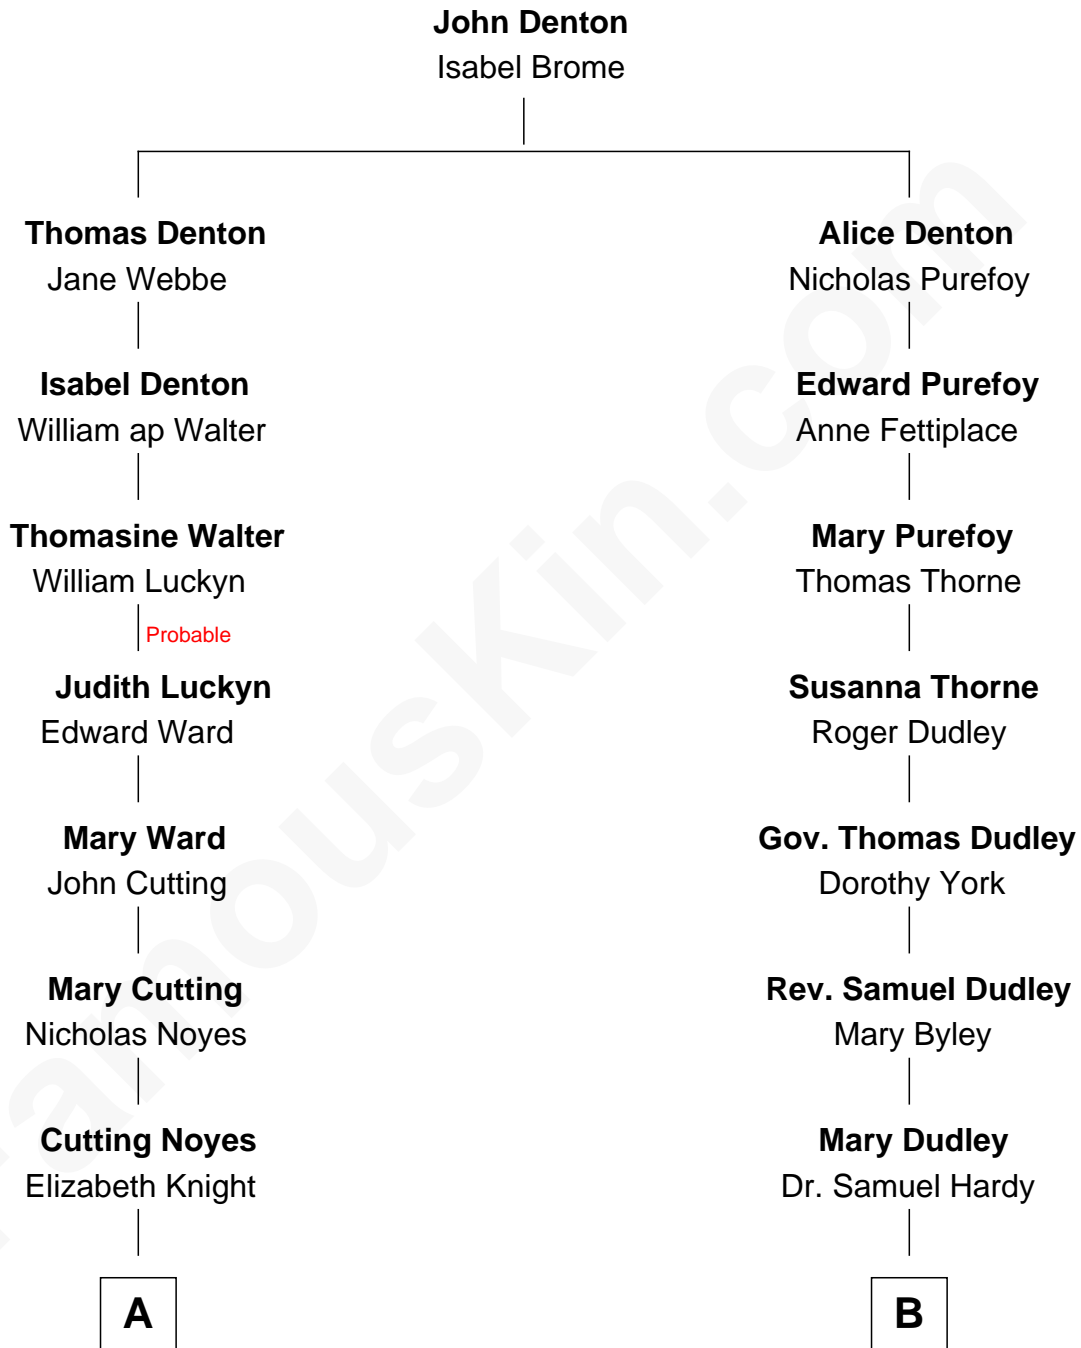 John Denton
Isabel Brome
Thomas Denton
Jane Webbe
Isabel Denton
William ap Walter
Thomasine Walter
William Luckyn
Probable
Judith Luckyn
Edward Ward
Mary Ward
John Cutting
Mary Cutting
Nicholas Noyes
Cutting Noyes
Elizabeth Knight
A
Alice Denton
Nicholas Purefoy
Edward Purefoy
Anne Fettiplace
Mary Purefoy
Thomas Thorne
Susanna Thorne
Roger Dudley
Gov. Thomas Dudley
Dorothy York
Rev. Samuel Dudley
Mary Byley
Mary Dudley
Dr. Samuel Hardy
B
FamousKin.com